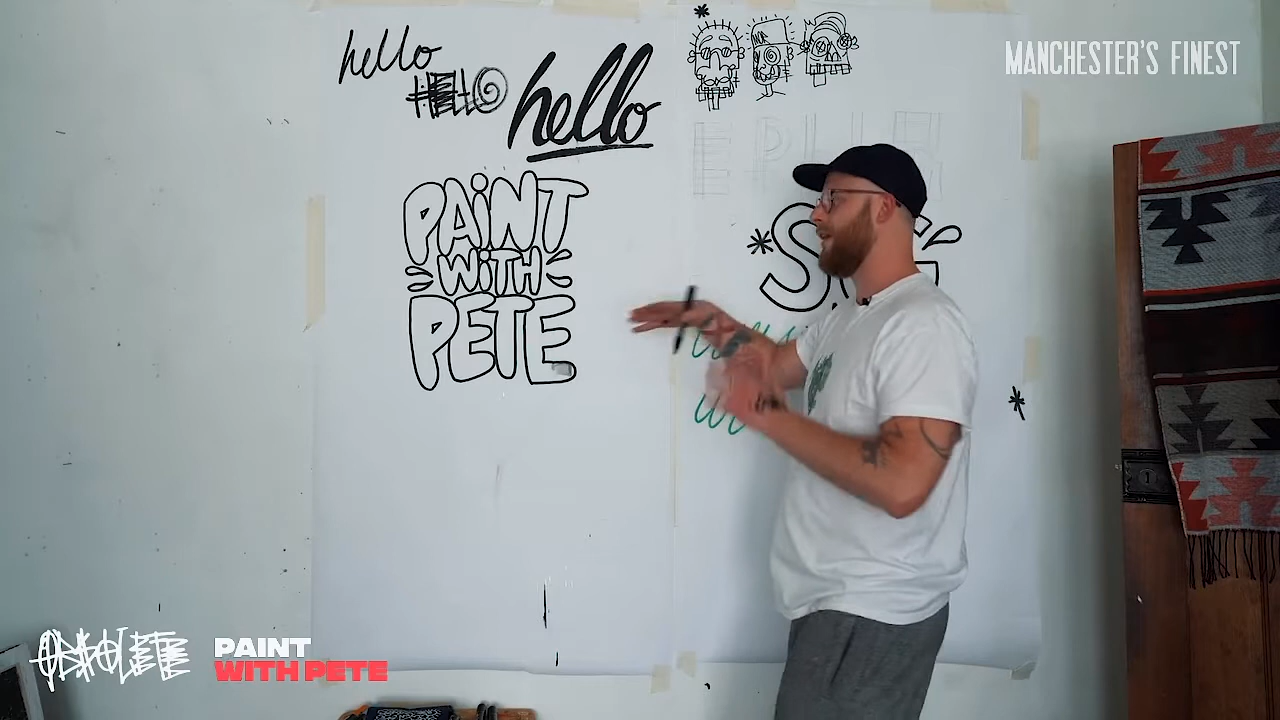 hello
HELLO
hello
MANCHESTER'S FINEST
PAiNT
WiTH
PETE
PAINT
WITH PETE